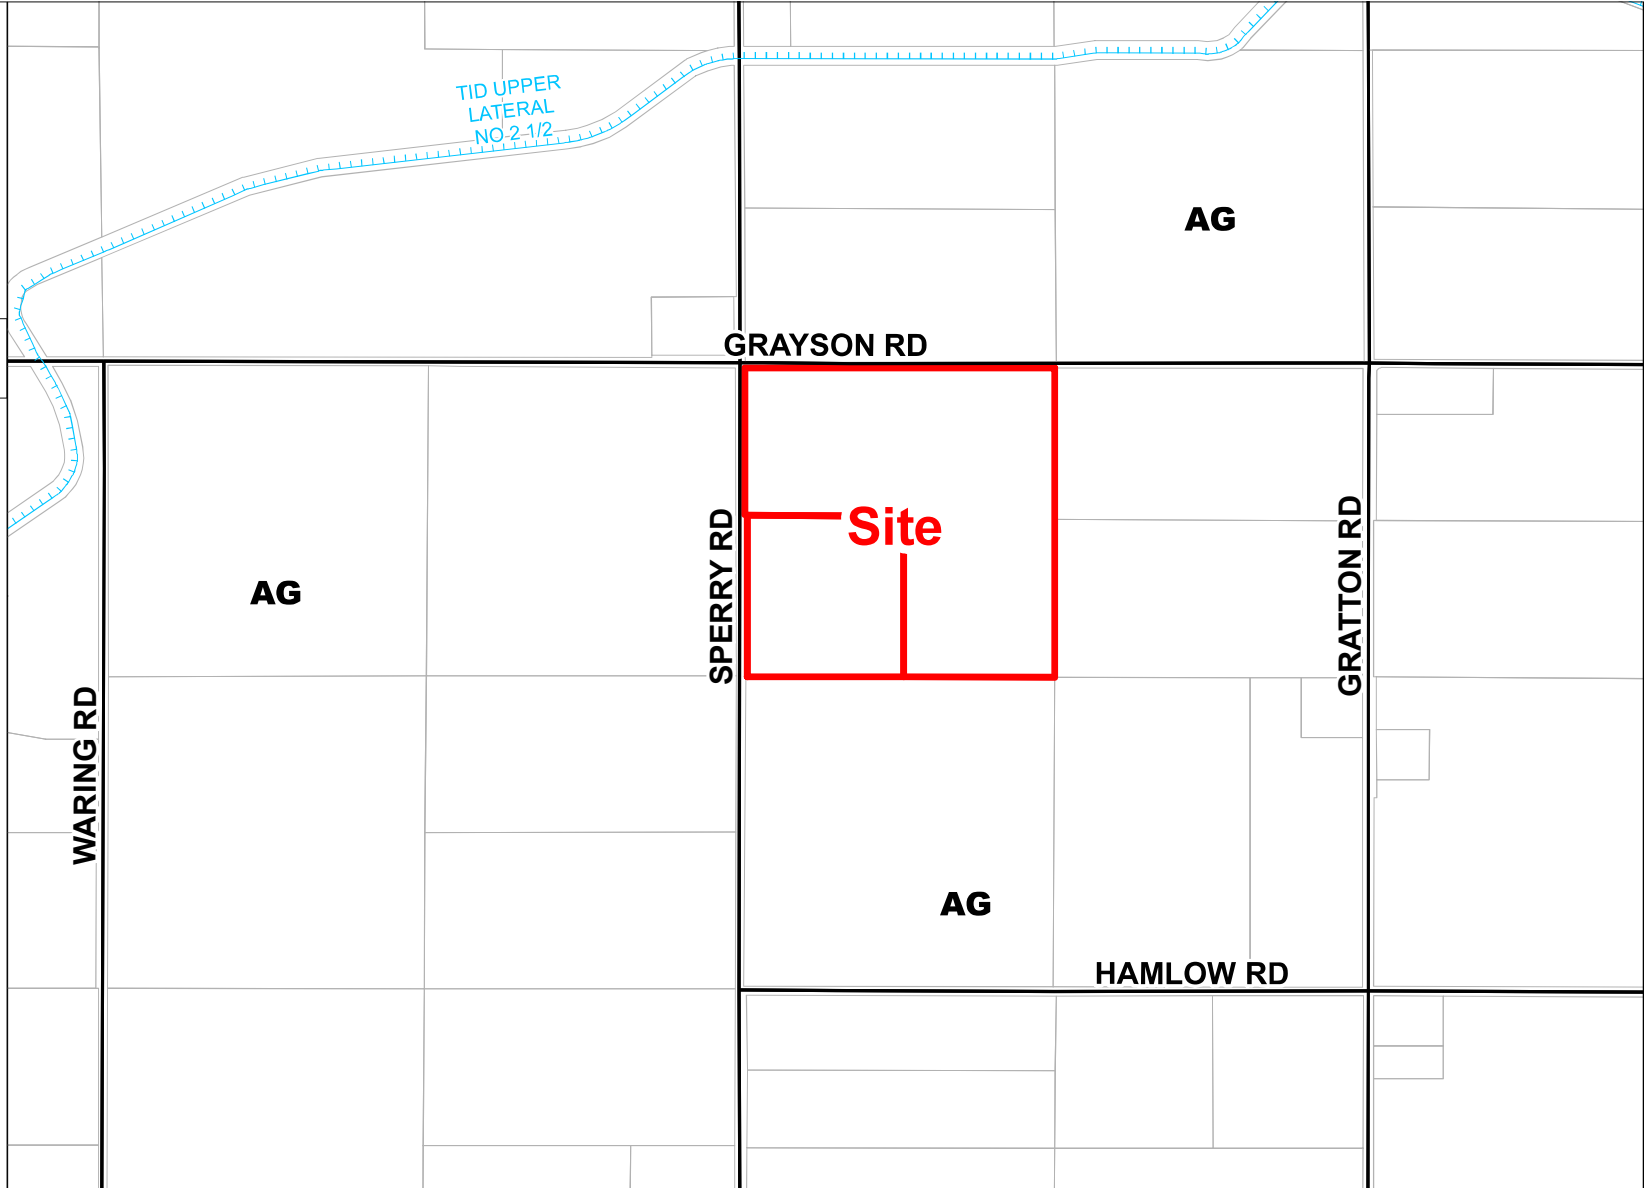 TID UPPER
LATERAL
NO 2 1/2
AG
GRAYSON RD
Site
SPERRY RD
GRATTON RD
AG
WARING RD
AG
HAMLOW RD